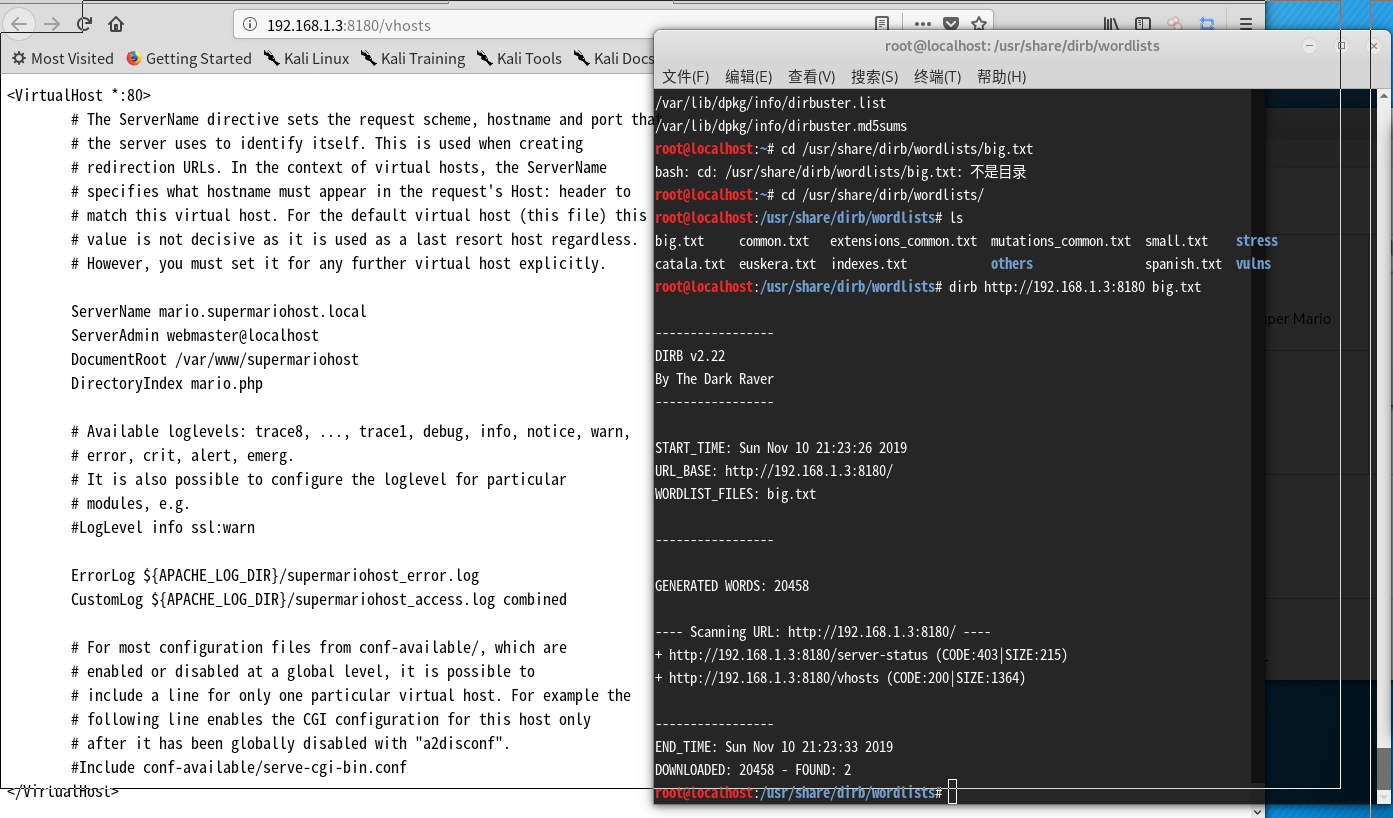 192.168.1.3:8180/vhosts
Most Visited Getting Started Kali Linux Kali Training Kali Tools Kali Docs
<VirtualHost *:80>
# The ServerName directive sets the request scheme, hostname and port that
# the server uses to identify itself. This is used when creating
# redirection URLs. In the context of virtual hosts, the ServerName
# specifies what hostname must appear in the request's Host: header to
# match this virtual host. For the default virtual host (this file) this
# value is not decisive as it is used as a last resort host regardless.
# However, you must set it for any further virtual host explicitly.
ServerName mario.supermariohost.local
ServerAdmin webmaster@localhost
DocumentRoot /var/www/supermariohost
DirectoryIndex mario.php
# Available loglevels: trace8, ..., trace1, debug, info, notice, warn,
# error, crit, alert, emerg.
# It is also possible to configure the loglevel for particular
# modules, e.g.
#LogLevel info ssl:warn
ErrorLog ${APACHE_LOG_DIR}/supermariohost_error.log
CustomLog ${APACHE_LOG_DIR}/supermariohost_access.log combined
# For most configuration files from conf-available/, which are
# enabled or disabled at a global level, it is possible to
# include a line for only one particular virtual host. For example the
# following line enables the CGI configuration for this host only
# after it has been globally disabled with "a2disconf".
#Include conf-available/serve-cgi-bin.conf
</VirtualHost>
root@localhost: /usr/share/dirb/wordlists
文件(F) 编辑(E) 查看(V) 搜索(S) 终端(T) 帮助(H)
/var/lib/dpkg/info/dirbuster.list
/var/lib/dpkg/info/dirbuster.md5sums
root@localhost:~# cd /usr/share/dirb/wordlists/big.txt
bash: cd: /usr/share/dirb/wordlists/big.txt: 不是目录
root@localhost:~# cd /usr/share/dirb/wordlists/
root@localhost:/usr/share/dirb/wordlists# ls
big.txt common.txt extensions_common.txt mutations_common.txt small.txt stress
catala.txt euskera.txt indexes.txt others spanish.txt vulns
root@localhost:/usr/share/dirb/wordlists# dirb http://192.168.1.3:8180 big.txt
-----------------
DIRB v2.22
By The Dark Raver
-----------------
START_TIME: Sun Nov 10 21:23:26 2019
URL_BASE: http://192.168.1.3:8180/
WORDLIST_FILES: big.txt
-----------------
GENERATED WORDS: 20458
---- Scanning URL: http://192.168.1.3:8180/ ----
+ http://192.168.1.3:8180/server-status (CODE:403|SIZE:215)
+ http://192.168.1.3:8180/vhosts (CODE:200|SIZE:1364)
-----------------
END_TIME: Sun Nov 10 21:23:33 2019
DOWNLOADED: 20458 - FOUND: 2
root@localhost:/usr/share/dirb/wordlists#
Mario